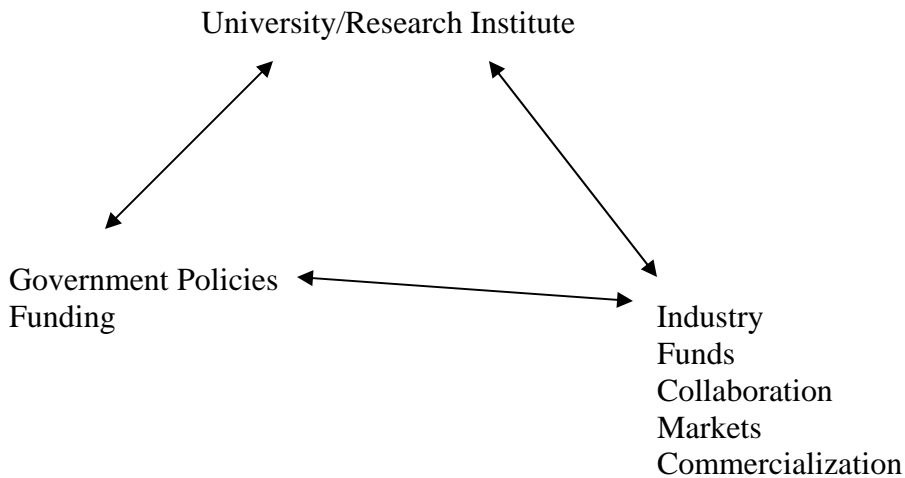 University/Research Institute
Government Policies
Funding
Industry
Funds
Collaboration
Markets
Commercialization